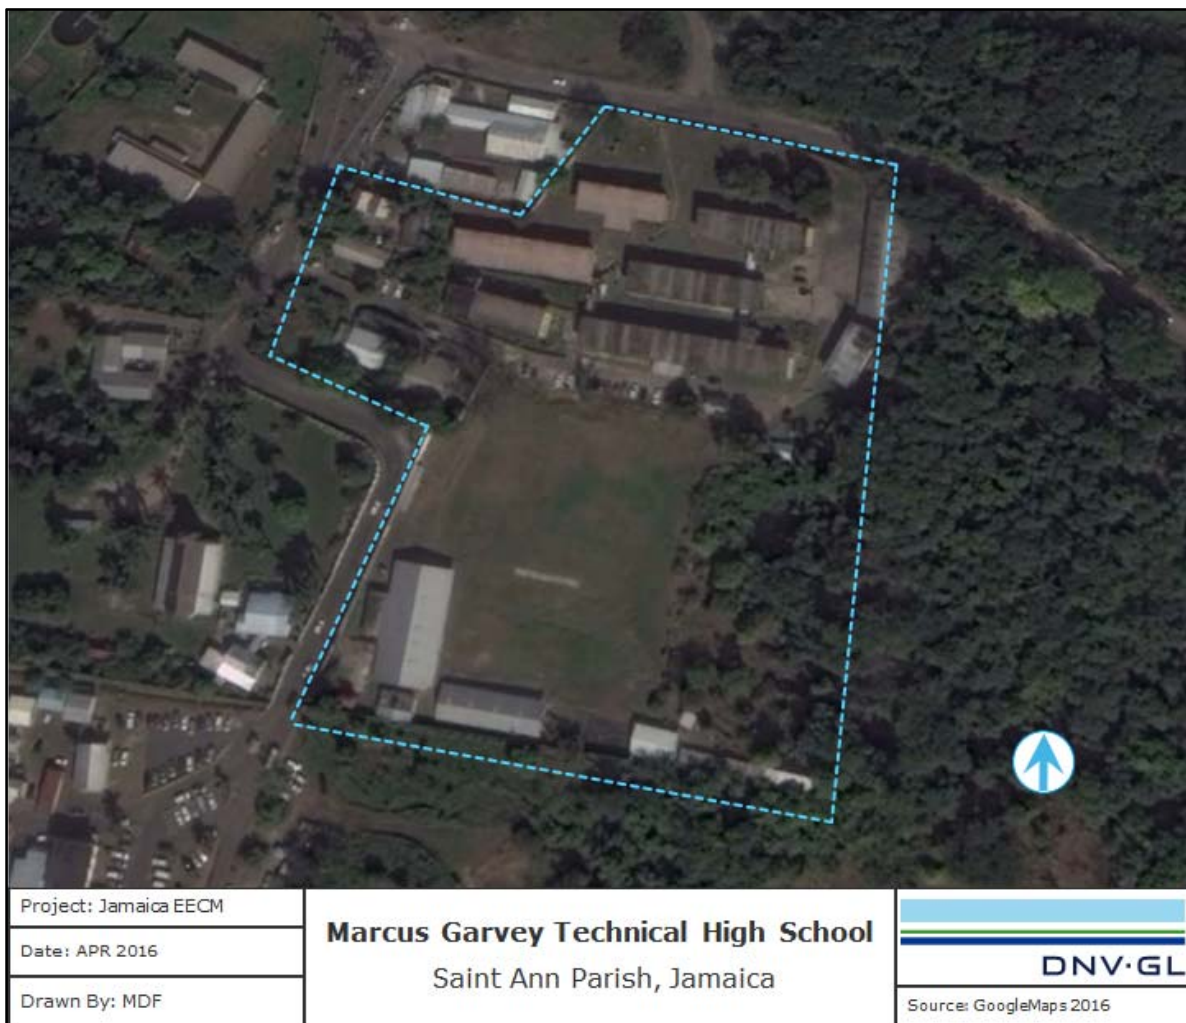 Project: Jamaica EECM
Date: APR 2016
Drawn By: MDF
Marcus Garvey Technical High School
Saint Ann Parish, Jamaica
DNV·GL
Source: GoogleMaps 2016